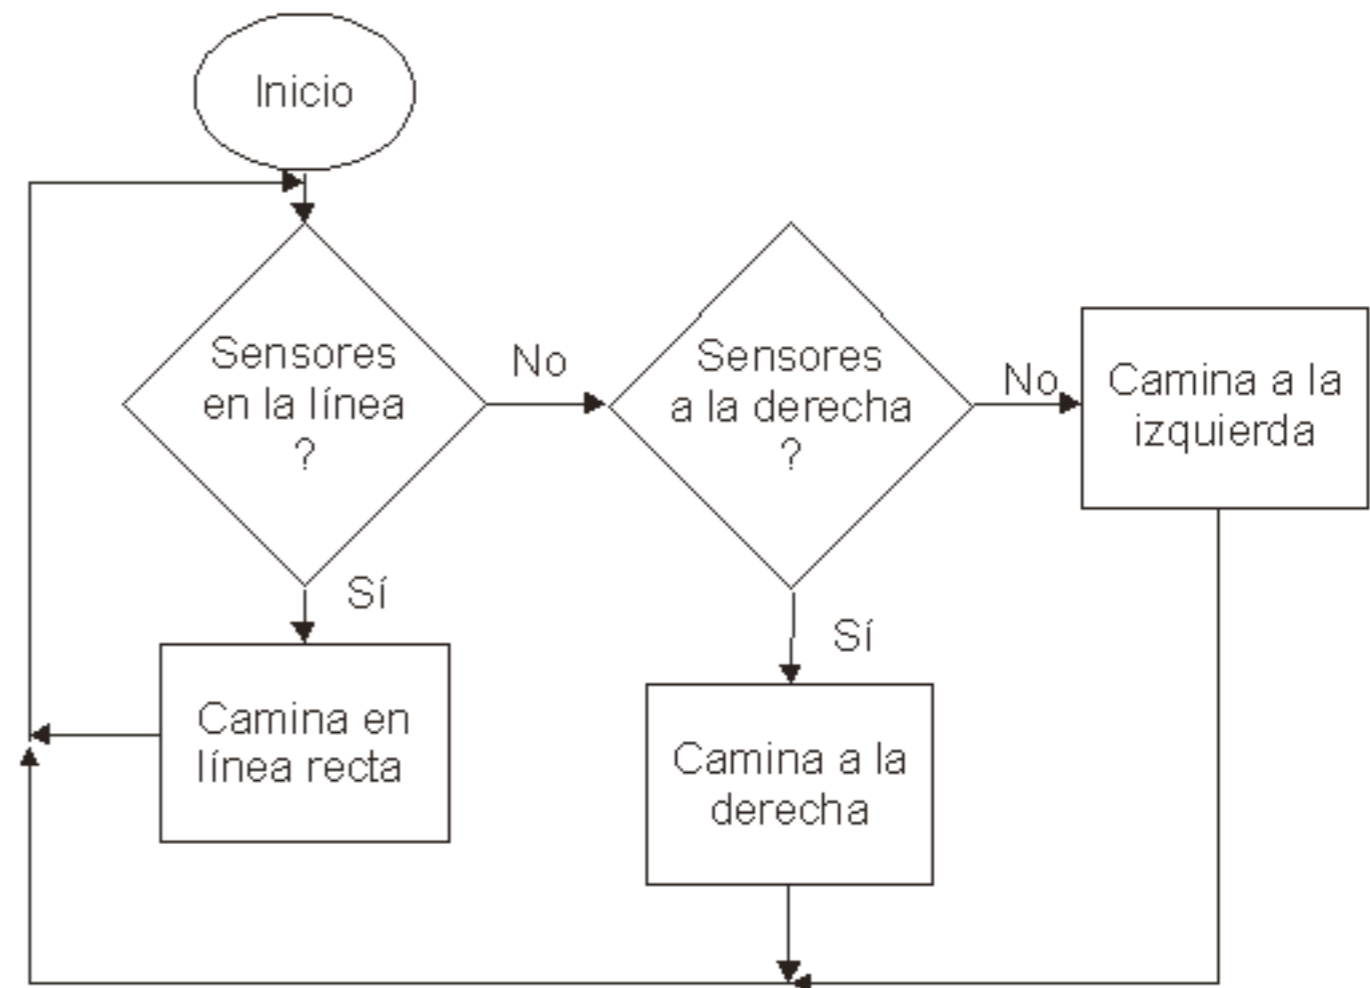 Inicio
Sensores
en la línea
?
No
Sensores
a la derecha
?
No
Camina a la
izquierda
Sí
Camina en
línea recta
Sí
Camina a la
derecha